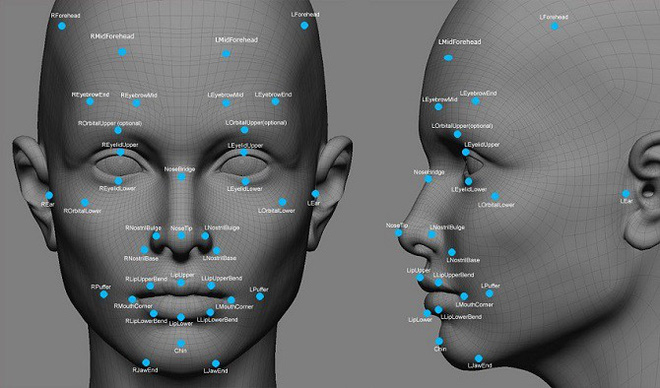 RForehead
LForehead
RMidForehead
LMidForehead
REyebrowEnd
REyebrowMid
LEyebrowMid
LEyebrowEnd
ROrbitalUpper (optional)
LOrbitalUpper(optional)
REyelidUpper
LEyelidUpper
NoseBridge
REyelidLower
LEyelidLower
REar
ROrbitalLower
LOrbitalLower
LEar
RNostrilBulge
NoseTip
LNostrilBulge
RNostrilBase
LNostrilBase
LipUpper
RLipUpperBend
LLipUpperBend
RPuffer
LPuffer
RMouthCorner
LMouthCorner
RLipLowerBend
LipLower
LLipLowerBend
Chin
RJawEnd
LJawEnd
LForehead
LMidForehead
LEyebrowEnd
LEyebrowMid
LOrbitalUpper(optional)
LEyelidUpper
NoseBridge
LEyelidLower
LOrbitalLower
LEar
NoseTip
LNostrilBulge
LNostrilBase
LipUpper
LLipUpperBend
LPuffer
LMouthCorner
LipLower
LLipLowerBend
Chin
LJawEnd